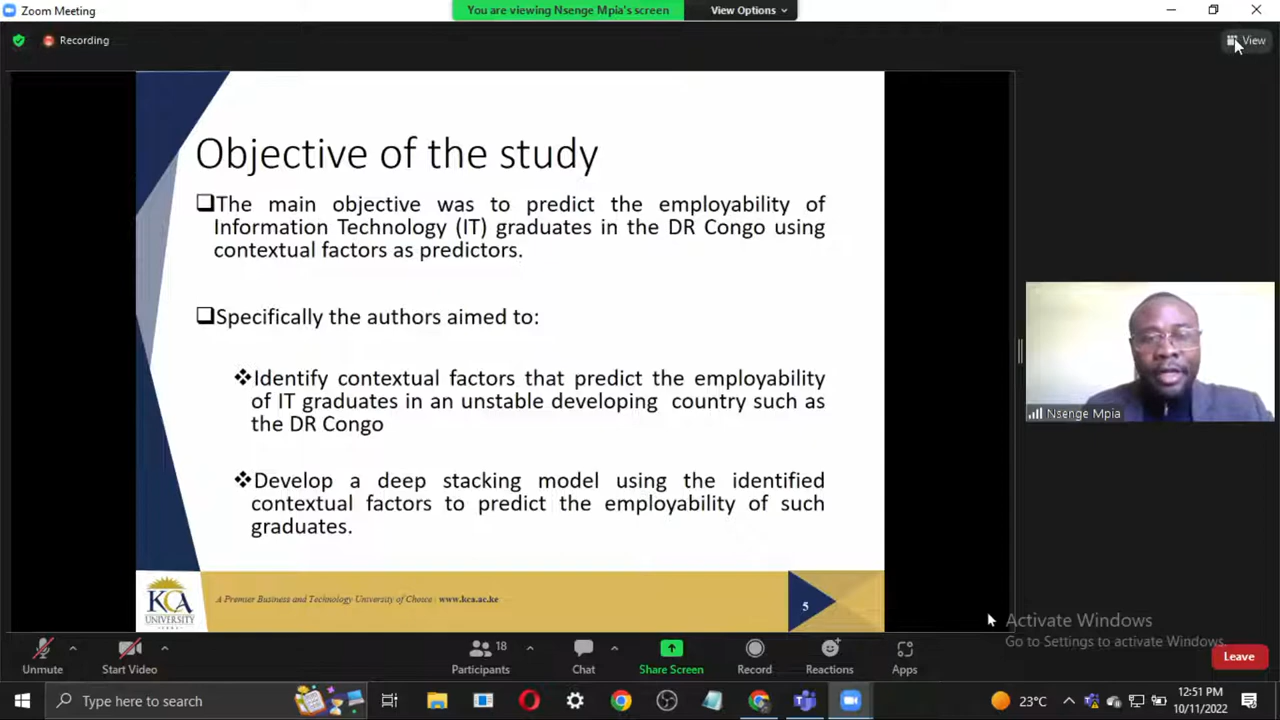 Zoom Meeting
You are viewing Nsenge Mpia's screen
View Options
Recording
View
Objective of the study
The main objective was to predict the employability of
Information Technology (IT) graduates in the DR Congo using
contextual factors as predictors.
Specifically the authors aimed to:
Identify contextual factors that predict the employability
of IT graduates in an unstable developing country such as
the DR Congo
Develop a deep stacking model using the identified
contextual factors to predict the employability of such
graduates.
Nsenge Mpia
KCA
UNIVERSITY
A Premier Business and Technology University of Choice | www.kca.ac.ke
5
Activate Windows
Go to Settings to activate Windows.
Unmute
Start Video
18
Participants
Chat
Share Screen
Record
Reactions
Apps
Leave
Type here to search
23°C
12:51 PM
10/11/2022